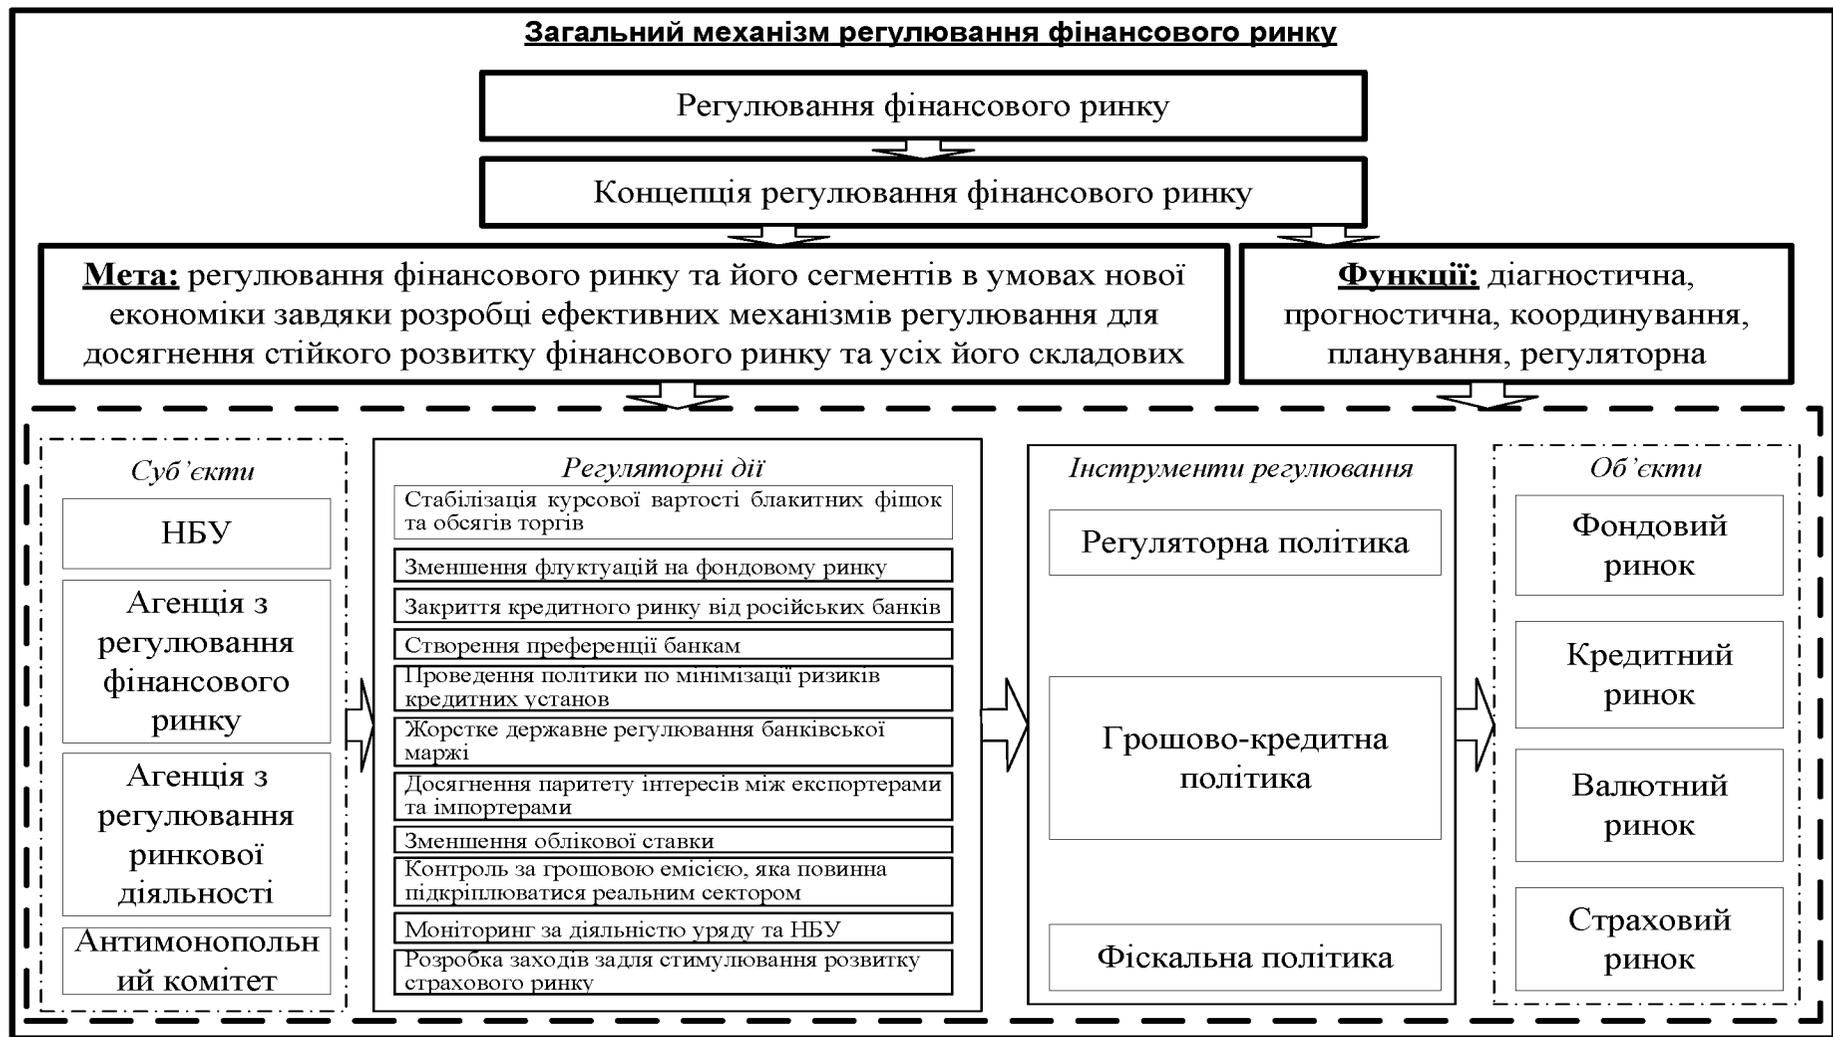 Загальний механізм регулювання фінансового ринку
Регулювання фінансового ринку
Концепція регулювання фінансового ринку
Мета: регулювання фінансового ринку та його сегментів в умовах нової
економіки завдяки розробці ефективних механізмів регулювання для
досягнення стійкого розвитку фінансового ринку та усіх його складових
Функції: діагностична,
прогностична, координування,
планування, регуляторна
Суб’єкти
НБУ
Агенція з
регулювання
фінансового
ринку
Агенція з
регулювання
ринкової
діяльності
Антимонопольн
ий комітет
Регуляторні дії
Стабілізація курсової вартості блакитних фішок
та обсягів торгів
Зменшення флуктуацій на фондовому ринку
Закриття кредитного ринку від російських банків
Створення преференції банкам
Проведення політики по мінімізації ризиків
кредитних установ
Жорстке державне регулювання банківської
маржі
Досягнення паритету інтересів між експортерами
та імпортерами
Зменшення облікової ставки
Контроль за грошовою емісією, яка повинна
підкріплюватися реальним сектором
Моніторинг за діяльністю уряду та НБУ
Розробка заходів задля стимулювання розвитку
страхового ринку
Інструменти регулювання
Регуляторна політика
Грошово-кредитна
політика
Фіскальна політика
Об’єкти
Фондовий
ринок
Кредитний
ринок
Валютний
ринок
Страховий
ринок